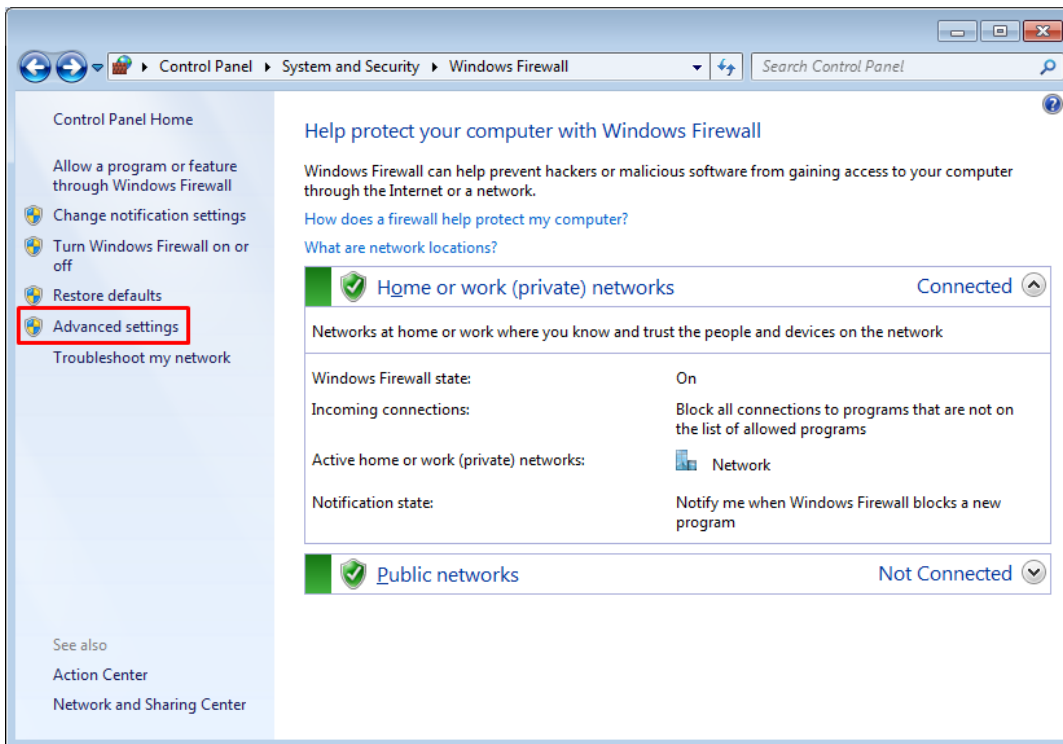 Control Panel System and Security Windows Firewall
Search Control Panel
Control Panel Home
Allow a program or feature
through Windows Firewall
Change notification settings
Turn Windows Firewall on or
off
Restore defaults
Advanced settings
Troubleshoot my network
See also
Action Center
Network and Sharing Center
Help protect your computer with Windows Firewall
Windows Firewall can help prevent hackers or malicious software from gaining access to your computer
through the Internet or a network.
How does a firewall help protect my computer?
What are network locations?
Home or work (private) networks Connected
Networks at home or work where you know and trust the people and devices on the network
Windows Firewall state: On
Incoming connections: Block all connections to programs that are not on
the list of allowed programs
Active home or work (private) networks: Network
Notification state: Notify me when Windows Firewall blocks a new
program
Public networks Not Connected